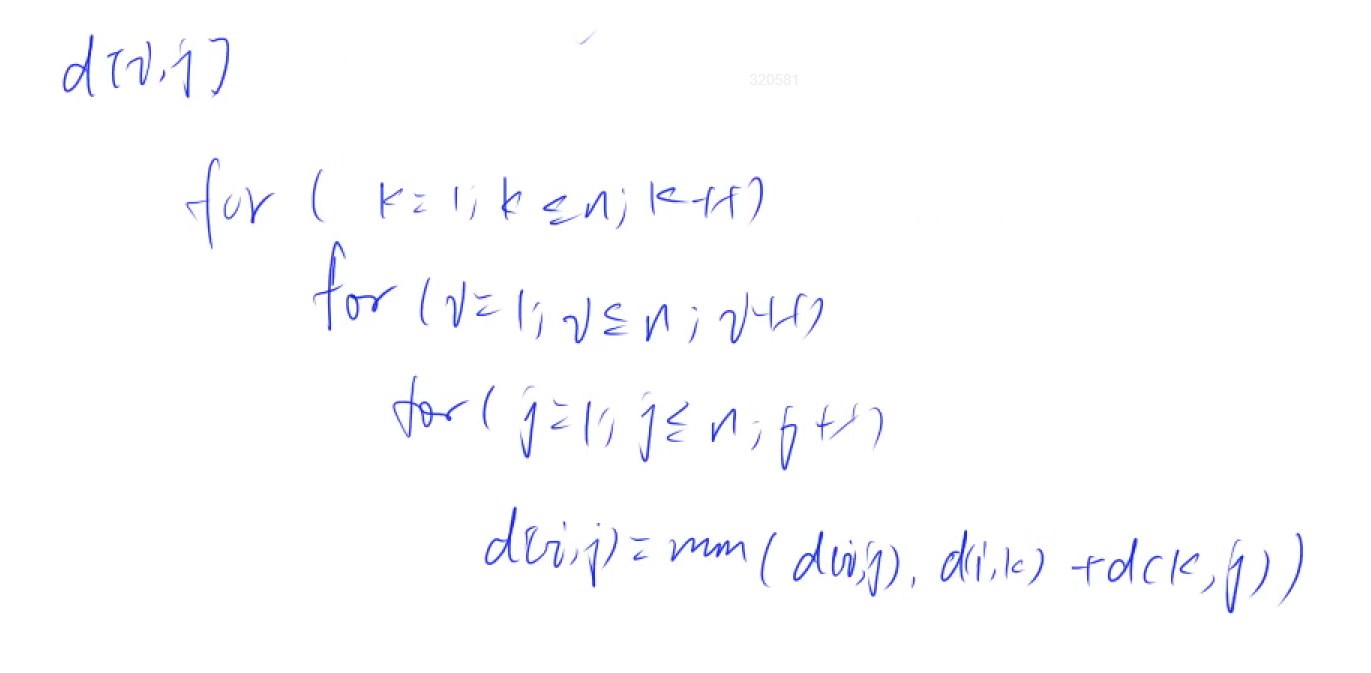 d[i,j]
320581
for ( k=1; k≤n; k++)
for (i=1; i≤n; i++)
for( j=1; j≤n; j++)
d(i,j)=min(d(i,j), d(i,k) +d(k,j))